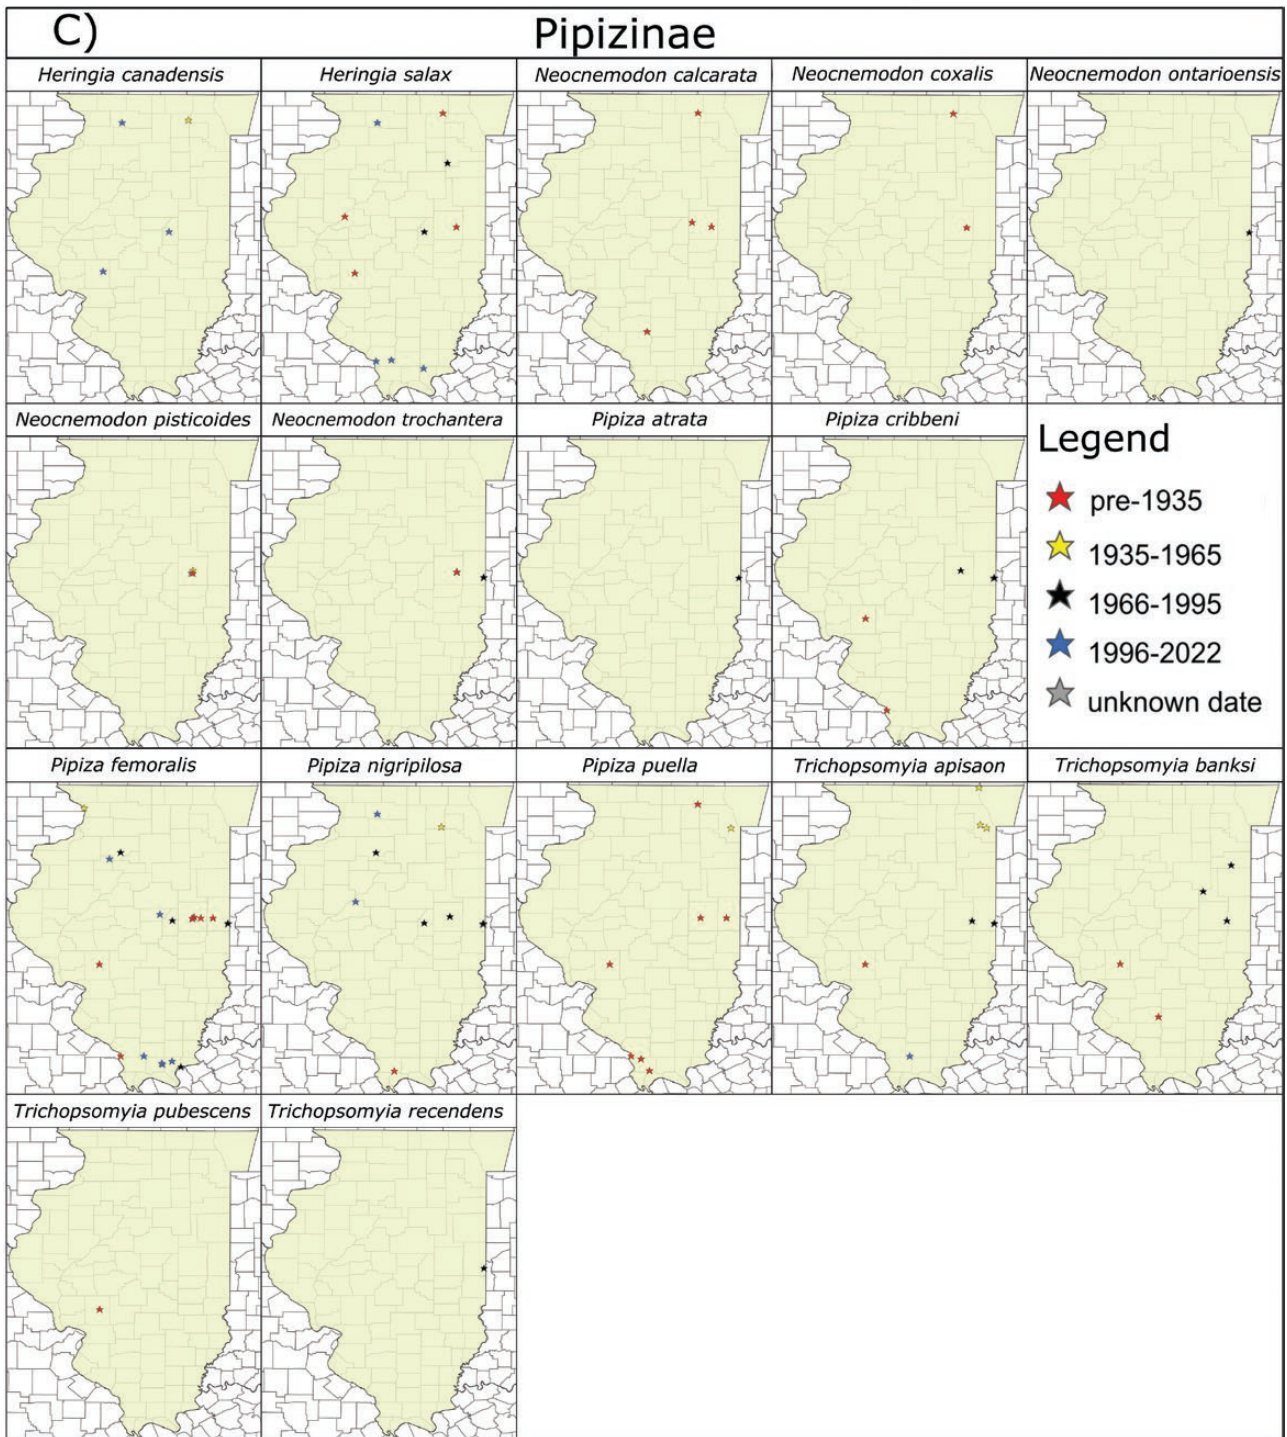 C)
Pipizinae
Heringia canadensis
Heringia salax
Neocnemodon calcarata
Neocnemodon coxalis
Neocnemodon ontarioensis
Neocnemodon pisticoides
Neocnemodon trochantera
Pipiza atrata
Pipiza cribbeni
Legend
pre-1935
1935-1965
1966-1995
1996-2022
unknown date
Pipiza femoralis
Pipiza nigripilosa
Pipiza puella
Trichopsomyia apisaon
Trichopsomyia banksi
Trichopsomyia pubescens
Trichopsomyia recendens